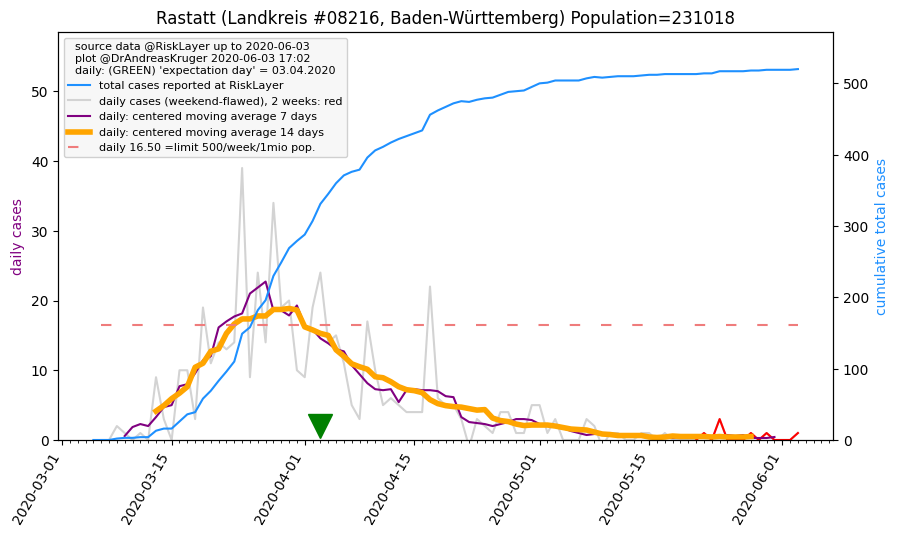 Rastatt (Landkreis #08216, Baden-Württemberg) Population=231018
source data @RiskLayer up to 2020-06-03
plot @DrAndreasKruger 2020-06-03 17:02
daily: (GREEN) 'expectation day' = 03.04.2020
total cases reported at RiskLayer
daily cases (weekend-flawed), 2 weeks: red
daily: centered moving average 7 days
daily: centered moving average 14 days
daily 16.50 =limit 500/week/1mio pop.
daily cases
50
40
30
20
10
0
cumulative total cases
500
400
300
200
100
0
2020-03-01
2020-03-15
2020-04-01
2020-04-15
2020-05-01
2020-05-15
2020-06-01